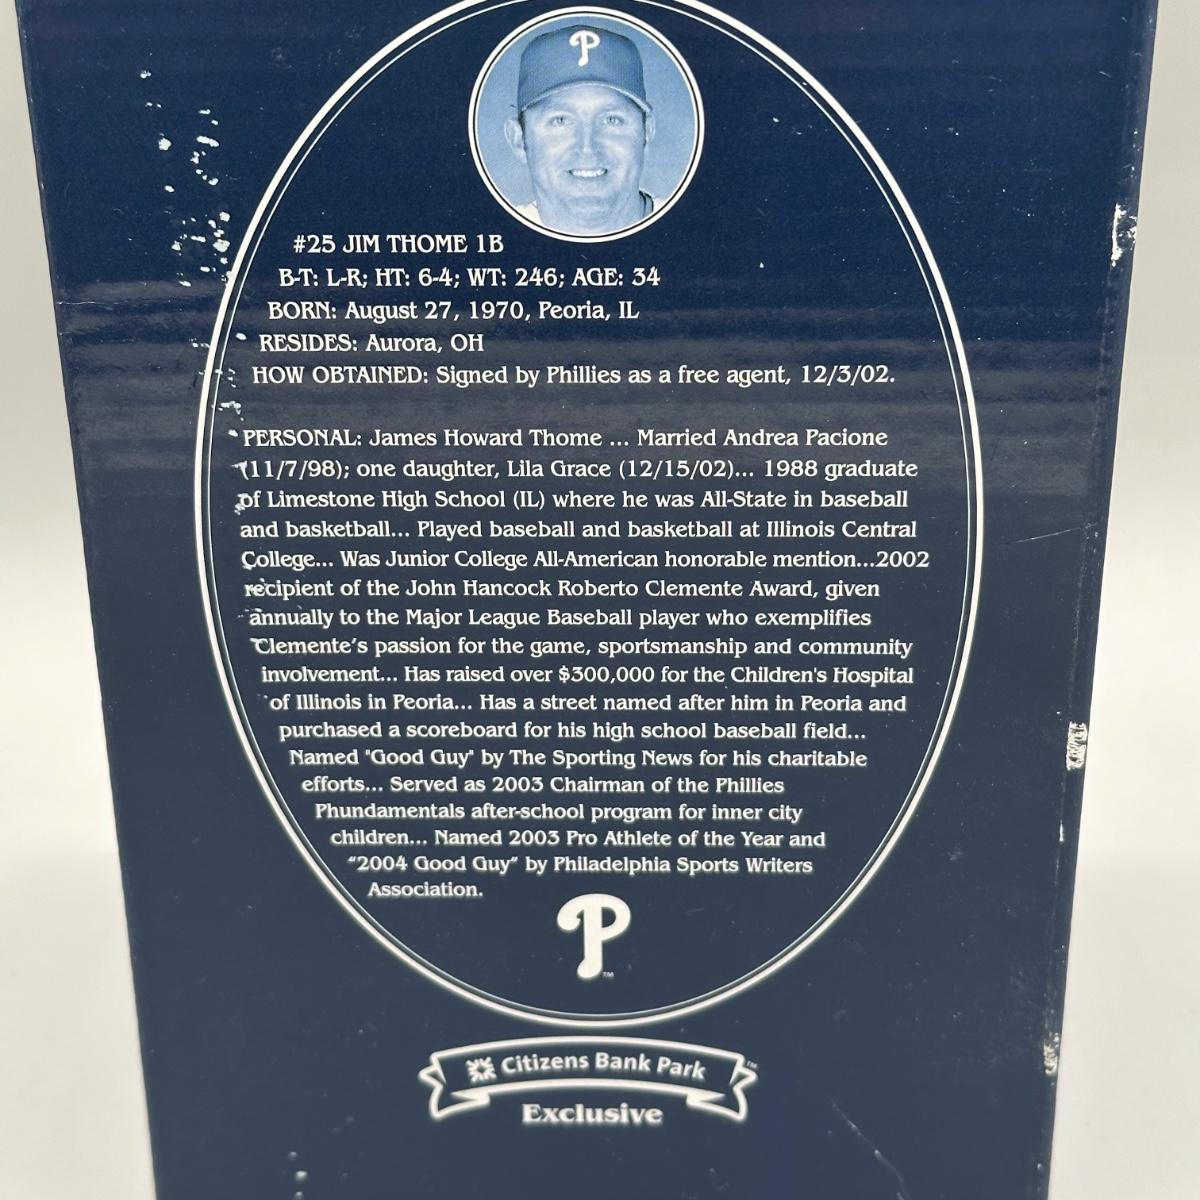 P
#25 JIM THOME 1B
B-T: L-R; HT: 6-4; WT: 246; AGE: 34
BORN: August 27, 1970, Peoria, IL
RESIDES: Aurora, OH
HOW OBTAINED: Signed by Phillies as a free agent, 12/3/02.
PERSONAL: James Howard Thome ... Married Andrea Pacione
(11/7/98); one daughter, Lila Grace (12/15/02)... 1988 graduate
of Limestone High School (IL) where he was All-State in baseball
and basketball... Played baseball and basketball at Illinois Central
College... Was Junior College All-American honorable mention...2002
recipient of the John Hancock Roberto Clemente Award, given
annually to the Major League Baseball player who exemplifies
Clemente's passion for the game, sportsmanship and community
involvement... Has raised over $300,000 for the Children's Hospital
of Illinois in Peoria... Has a street named after him in Peoria and
purchased a scoreboard for his high school baseball field...
Named "Good Guy" by The Sporting News for his charitable
efforts... Served as 2003 Chairman of the Phillies
Phundamentals after-school program for inner city
children... Named 2003 Pro Athlete of the Year and
"2004 Good Guy" by Philadelphia Sports Writers
Association.
P™
Citizens Bank Park™
Exclusive